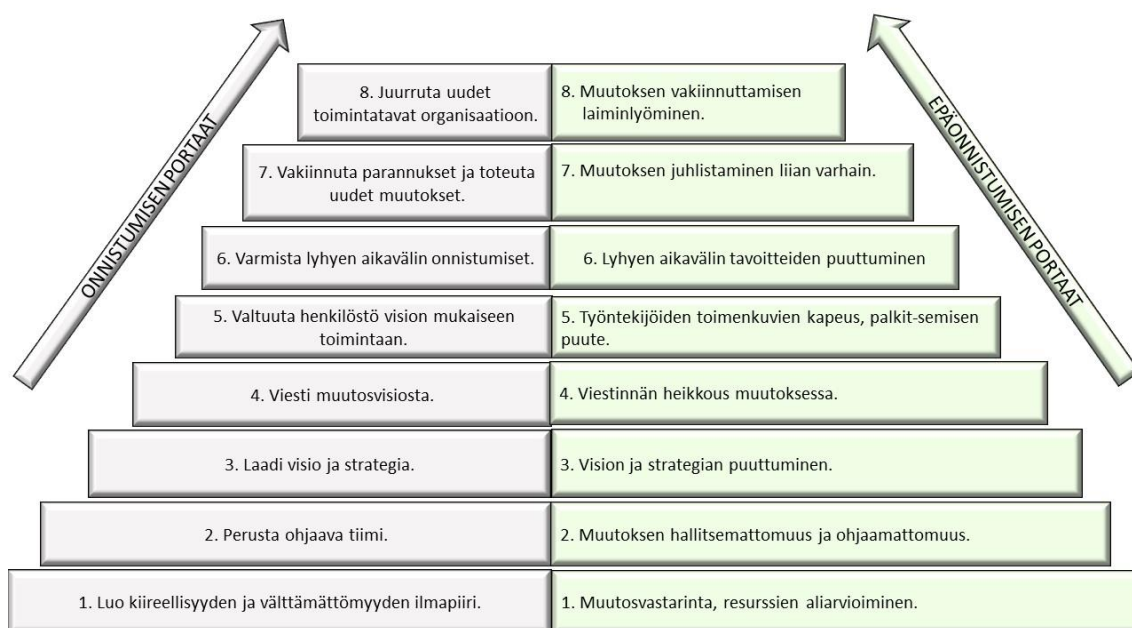 ONNISTUMISEN PORTAAT
EPÄONNISTUMISEN PORTAAT
8. Juurruta uudet
toimintatavat organisaatioon.
8. Muutoksen vakiinnuttamisen
laiminlyöminen.
7. Vakiinnuta parannukset ja toteuta
uudet muutokset.
7. Muutoksen juhlistaminen liian varhain.
6. Varmista lyhyen aikavälin onnistumiset.
6. Lyhyen aikavälin tavoitteiden puuttuminen
5. Valtuuta henkilöstö vision mukaiseen
toimintaan.
5. Työntekijöiden toimenkuvien kapeus, palkit-semisen
puute.
4. Viesti muutosvisiosta.
4. Viestinnän heikkous muutoksessa.
3. Laadi visio ja strategia.
3. Vision ja strategian puuttuminen.
2. Perusta ohjaava tiimi.
2. Muutoksen hallitsemattomuus ja ohjaamattomuus.
1. Luo kiireellisyyden ja välttämättömyyden ilmapiiri.
1. Muutosvastarinta, resurssien aliarvioiminen.